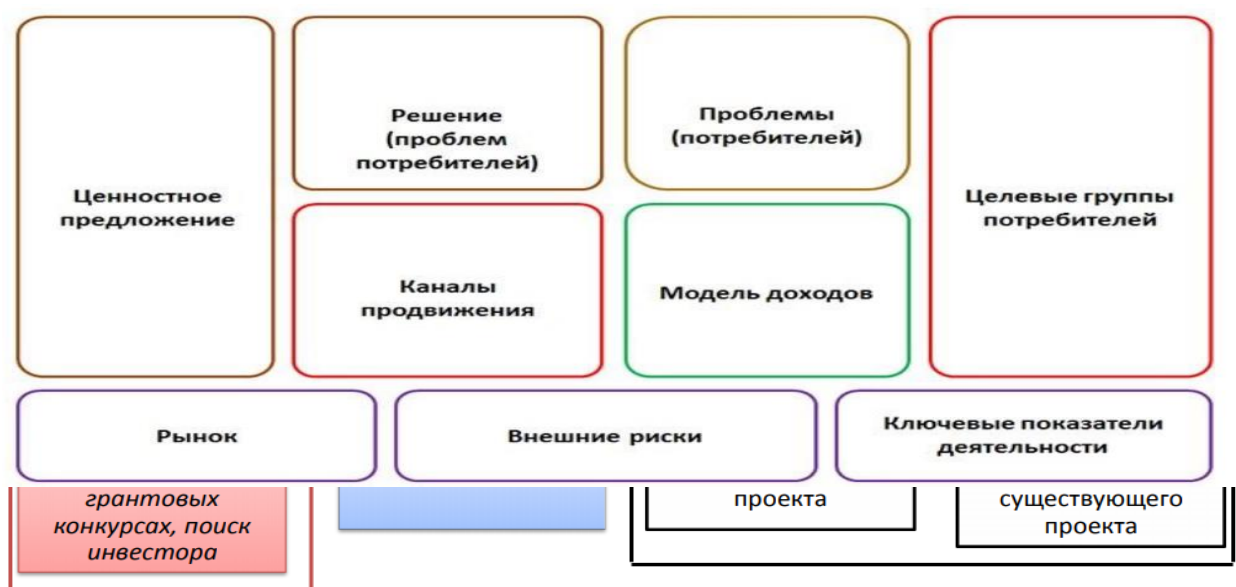 Ценностное
предложение
Решение
(проблем
потребителей)
Проблемы
(потребителей)
Целевые группы
потребителей
Каналы
продвижения
Модель доходов
Рынок
Внешние риски
Ключевые показатели
деятельности
грантовых
конкурсах, поиск
инвестора
проекта
существующего
проекта